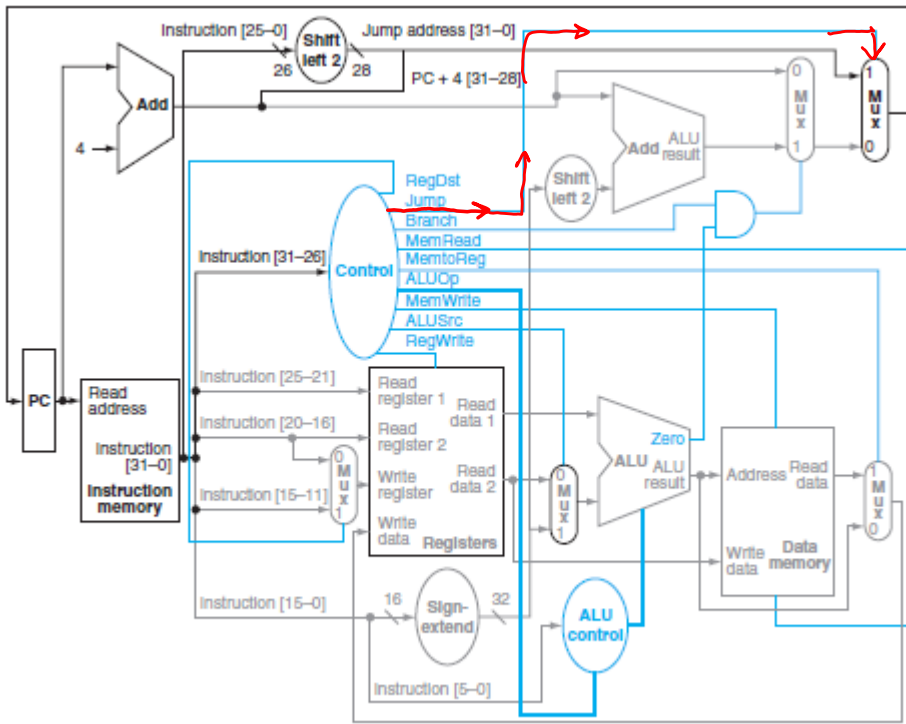 Instruction [25–0]
Shift
left 2
Jump address [31–0]
26
28
PC + 4 [31–28]
Add
4
1
M
u
x
0
0
M
u
x
1
Add
ALU
result
Shift
left 2
RegDst
Jump
Branch
MemRead
MemtoReg
ALUOp
MemWrite
ALUSrc
RegWrite
Instruction [31–26]
Control
PC
Read
address
Instruction
[31–0]
Instruction
memory
Instruction [25–21]
Instruction [20–16]
Instruction [15–11]
0
M
u
x
1
Read
register 1
Read
register 2
Write
register
Write
data
Read
data 1
Read
data 2
Registers
0
M
u
x
1
Zero
ALU
ALU
result
Address
Read
data
Write
data
Data
memory
1
M
u
x
0
Instruction [15–0]
16
Sign-
extend
32
ALU
control
Instruction [5–0]